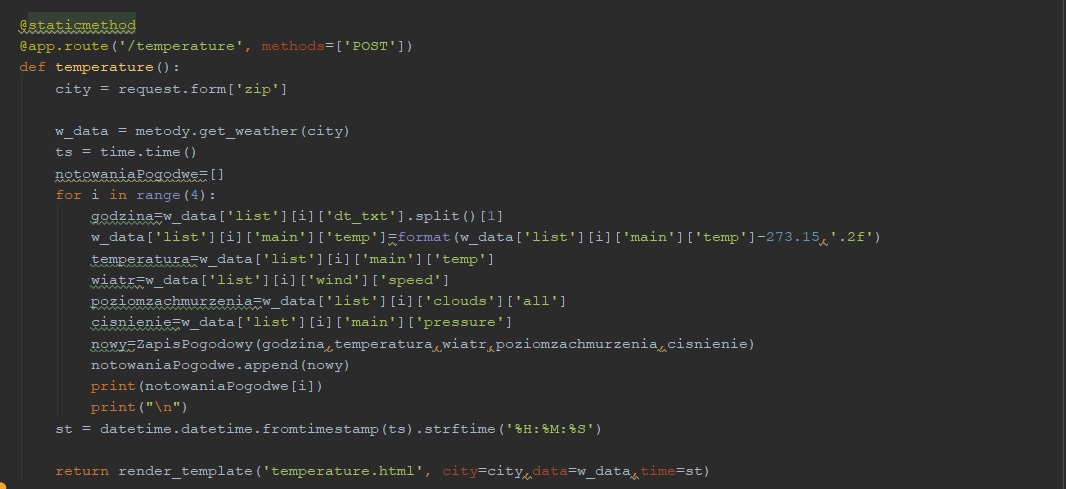 @staticmethod
@app.route('/temperature', methods=['POST'])
def temperature():
    city = request.form['zip']

    w_data = metody.get_weather(city)
    ts = time.time()
    notowaniaPogodwe=[]
    for i in range(4):
        godzina=w_data['list'][i]['dt_txt'].split()[1]
        w_data['list'][i]['main']['temp']=format(w_data['list'][i]['main']['temp']-273.15,'.2f')
        temperatura=w_data['list'][i]['main']['temp']
        wiatr=w_data['list'][i]['wind']['speed']
        poziomzachmurzenia=w_data['list'][i]['clouds']['all']
        cisnienie=w_data['list'][i]['main']['pressure']
        nowy=ZapisPogodowy(godzina,temperatura,wiatr,poziomzachmurzenia,cisnienie)
        notowaniaPogodwe.append(nowy)
        print(notowaniaPogodwe[i])
        print("\n")
    st = datetime.datetime.fromtimestamp(ts).strftime('%H:%M:%S')

    return render_template('temperature.html', city=city,data=w_data,time=st)